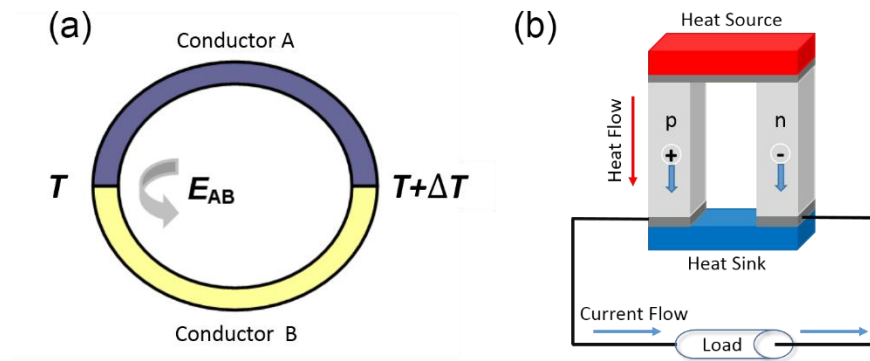 (a)
Conductor A
T
E_AB
T+ΔT
Conductor B
(b)
Heat Source
Heat Flow
p
n
+
-
Heat Sink
Current Flow
Load